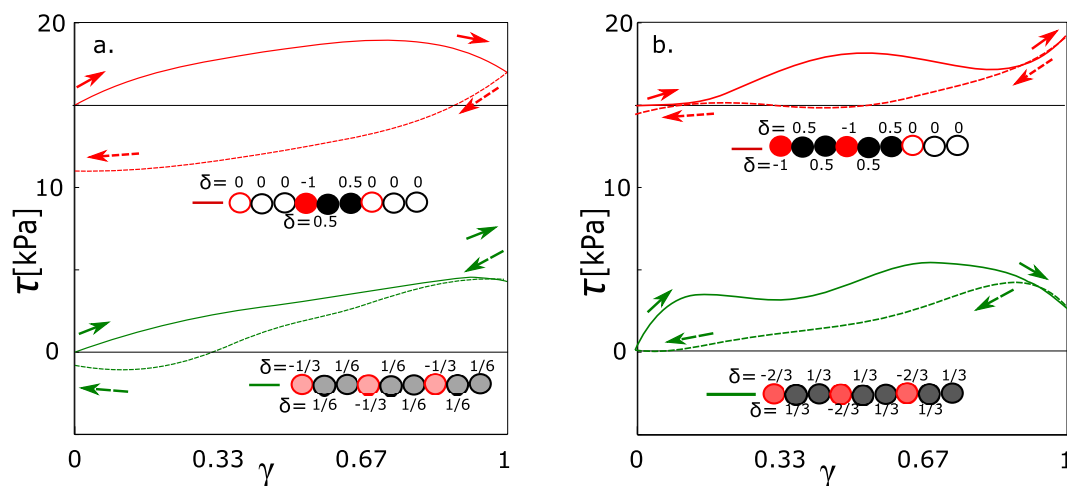 20
a.
10
0
τ[kPa]
δ= 0 0 0 -1 0.5 0 0 0
δ= 0.5
δ= -1/3 1/6 1/6 -1/3 1/6
δ= 1/6 -1/3 1/6 1/6
0 0.33 0.67 1
γ
20
b.
10
0
τ[kPa]
δ= 0.5 -1 0.5 0 0 0
δ= -1 0.5 0.5
δ= -2/3 1/3 1/3 -2/3 1/3
δ= 1/3 -2/3 1/3 1/3
0 0.33 0.67 1
γ